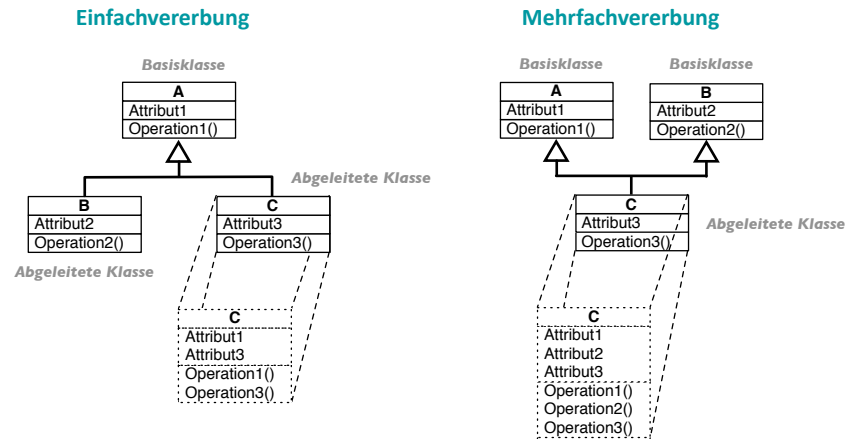 Einfachvererbung
Basisklasse
A
Attribut1
Operation1()
Abgeleitete Klasse
B
Attribut2
Operation2()
Abgeleitete Klasse
C
Attribut3
Operation3()
C
Attribut1
Attribut3
Operation1()
Operation3()
Mehrfachvererbung
Basisklasse
A
Attribut1
Operation1()
Basisklasse
B
Attribut2
Operation2()
C
Attribut3
Operation3()
Abgeleitete Klasse
C
Attribut1
Attribut2
Attribut3
Operation1()
Operation2()
Operation3()